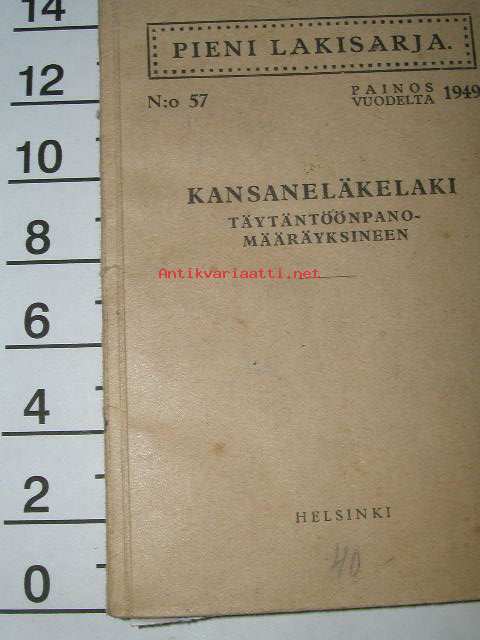 PIENI LAKISARJA.
N:o 57
PAINOS
VUODELTA 1949
KANSANELÄKELAKI
TÄYTÄNTÖÖNPANO-
MÄÄRÄYKSINEEN
Antikvariaatti.net
HELSINKI
40
14
12
10
8
6
4
2
0